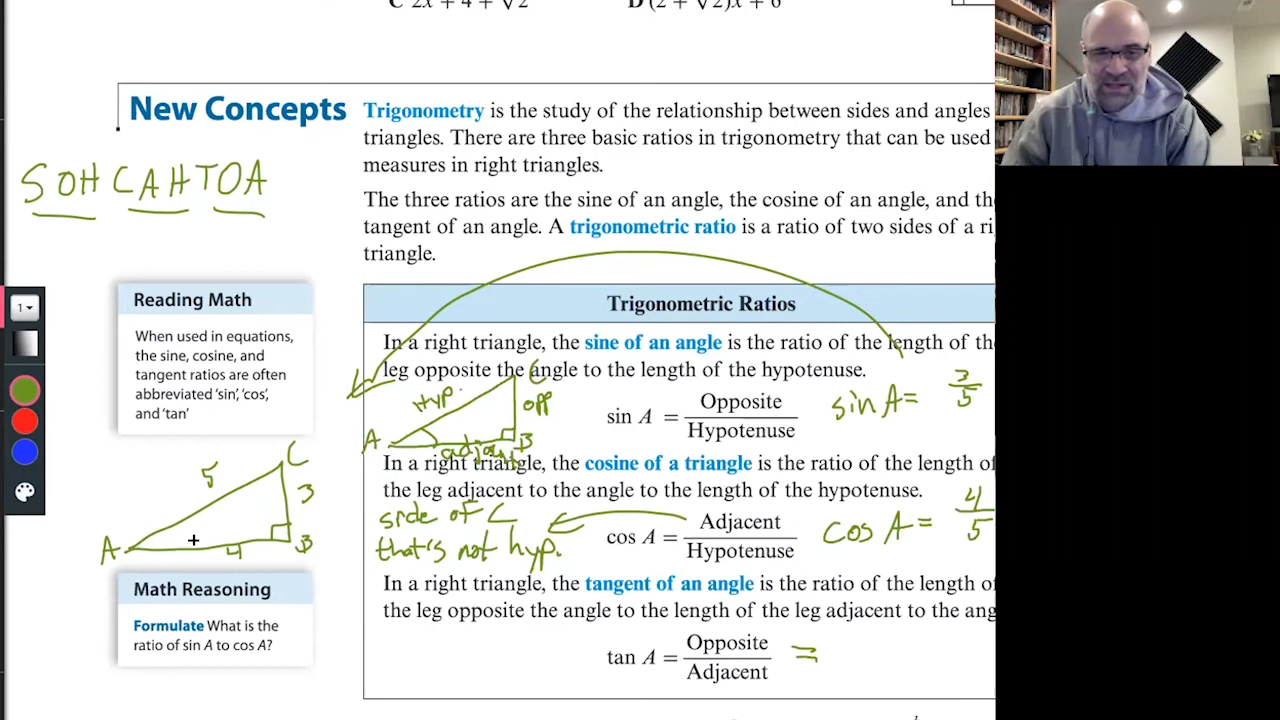 C 2x + 4 + √2
D (2 + √2)x + 6
New Concepts
Trigonometry is the study of the relationship between sides and angles
triangles. There are three basic ratios in trigonometry that can be used
measures in right triangles.
SOH CAH TOA
The three ratios are the sine of an angle, the cosine of an angle, and the
tangent of an angle. A trigonometric ratio is a ratio of two sides of a ri
triangle.
Reading Math
When used in equations,
the sine, cosine, and
tangent ratios are often
abbreviated ‘sin’, ‘cos’,
and ‘tan’
1
5
C
3
A
4
B
Math Reasoning
Formulate What is the
ratio of sin A to cos A?
Trigonometric Ratios
In a right triangle, the sine of an angle is the ratio of the length of the
leg opposite the angle to the length of the hypotenuse.
sin A = Opposite
Hypotenuse
sin A = 3/5
C
Hyp.
opp
A
adjacent
B
In a right triangle, the cosine of a triangle is the ratio of the length of
the leg adjacent to the angle to the length of the hypotenuse.
side of C
that's not hyp.
cos A = Adjacent
Hypotenuse
cos A = 4/5
In a right triangle, the tangent of an angle is the ratio of the length of
the leg opposite the angle to the length of the leg adjacent to the ang
tan A = Opposite
Adjacent
=